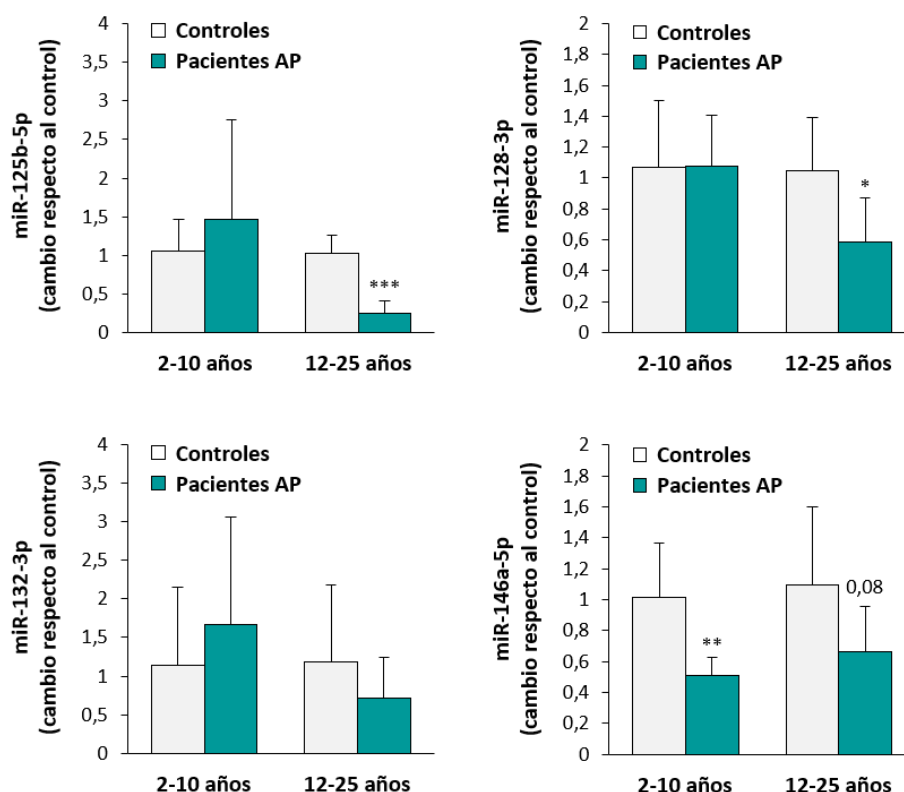 miR-125b-5p
(cambio respecto al control)
4
3,5
3
2,5
2
1,5
1
0,5
0
Controles
Pacientes AP
***
2-10 años
12-25 años
miR-128-3p
(cambio respecto al control)
2
1,8
1,6
1,4
1,2
1
0,8
0,6
0,4
0,2
0
Controles
Pacientes AP
*
2-10 años
12-25 años
miR-132-3p
(cambio respecto al control)
4
3,5
3
2,5
2
1,5
1
0,5
0
Controles
Pacientes AP
2-10 años
12-25 años
miR-146a-5p
(cambio respecto al control)
2
1,8
1,6
1,4
1,2
1
0,8
0,6
0,4
0,2
0
Controles
Pacientes AP
**
0,08
2-10 años
12-25 años